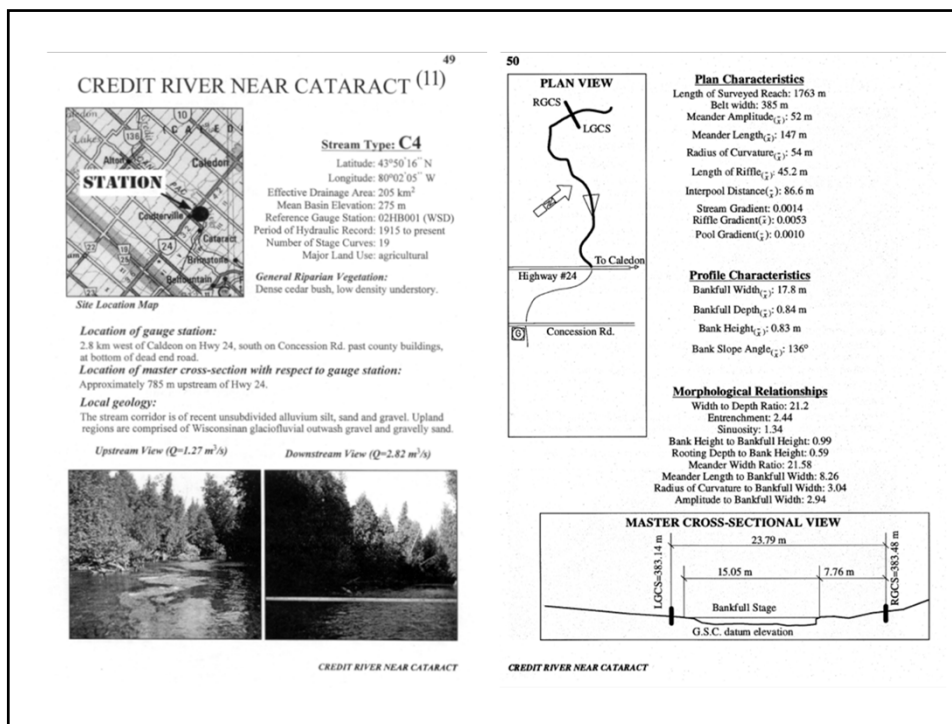 49
CREDIT RIVER NEAR CATARACT (11)
10
136
Alton
Caledon
STATION
Coulterville
24
Cataract
Brimstone
Belfountain
Site Location Map
Stream Type: C4
Latitude: 43°50'16'' N
Longitude: 80°02'05'' W
Effective Drainage Area: 205 km²
Mean Basin Elevation: 275 m
Reference Gauge Station: 02HB001 (WSD)
Period of Hydraulic Record: 1915 to present
Number of Stage Curves: 19
Major Land Use: agricultural
General Riparian Vegetation:
Dense cedar bush, low density understory.
Location of gauge station:
2.8 km west of Caldeon on Hwy 24, south on Concession Rd. past county buildings,
at bottom of dead end road.
Location of master cross-section with respect to gauge station:
Approximately 785 m upstream of Hwy 24.
Local geology:
The stream corridor is of recent unsubdivided alluvium silt, sand and gravel. Upland
regions are comprised of Wisconsinan glaciofluvial outwash gravel and gravelly sand.
Upstream View (Q=1.27 m³/s)
Downstream View (Q=2.82 m³/s)
CREDIT RIVER NEAR CATARACT
50
PLAN VIEW
RGCS
LGCS
To Caledon
Highway #24
Concession Rd.
G
Plan Characteristics
Length of Surveyed Reach: 1763 m
Belt width: 385 m
Meander Amplitude(x̄): 52 m
Meander Length(x̄): 147 m
Radius of Curvature(x̄): 54 m
Length of Riffle(x̄): 45.2 m
Interpool Distance(x̄): 86.6 m
Stream Gradient: 0.0014
Riffle Gradient(x̄): 0.0053
Pool Gradient(x̄): 0.0010
Profile Characteristics
Bankfull Width(x̄): 17.8 m
Bankfull Depth(x̄): 0.84 m
Bank Height(x̄): 0.83 m
Bank Slope Angle(x̄): 136°
Morphological Relationships
Width to Depth Ratio: 21.2
Entrenchment: 2.44
Sinuosity: 1.34
Bank Height to Bankfull Height: 0.99
Rooting Depth to Bank Height: 0.59
Meander Width Ratio: 21.58
Meander Length to Bankfull Width: 8.26
Radius of Curvature to Bankfull Width: 3.04
Amplitude to Bankfull Width: 2.94
MASTER CROSS-SECTIONAL VIEW
LGCS=383.14 m
23.79 m
RGCS=383.48 m
15.05 m
7.76 m
Bankfull Stage
G.S.C. datum elevation
CREDIT RIVER NEAR CATARACT